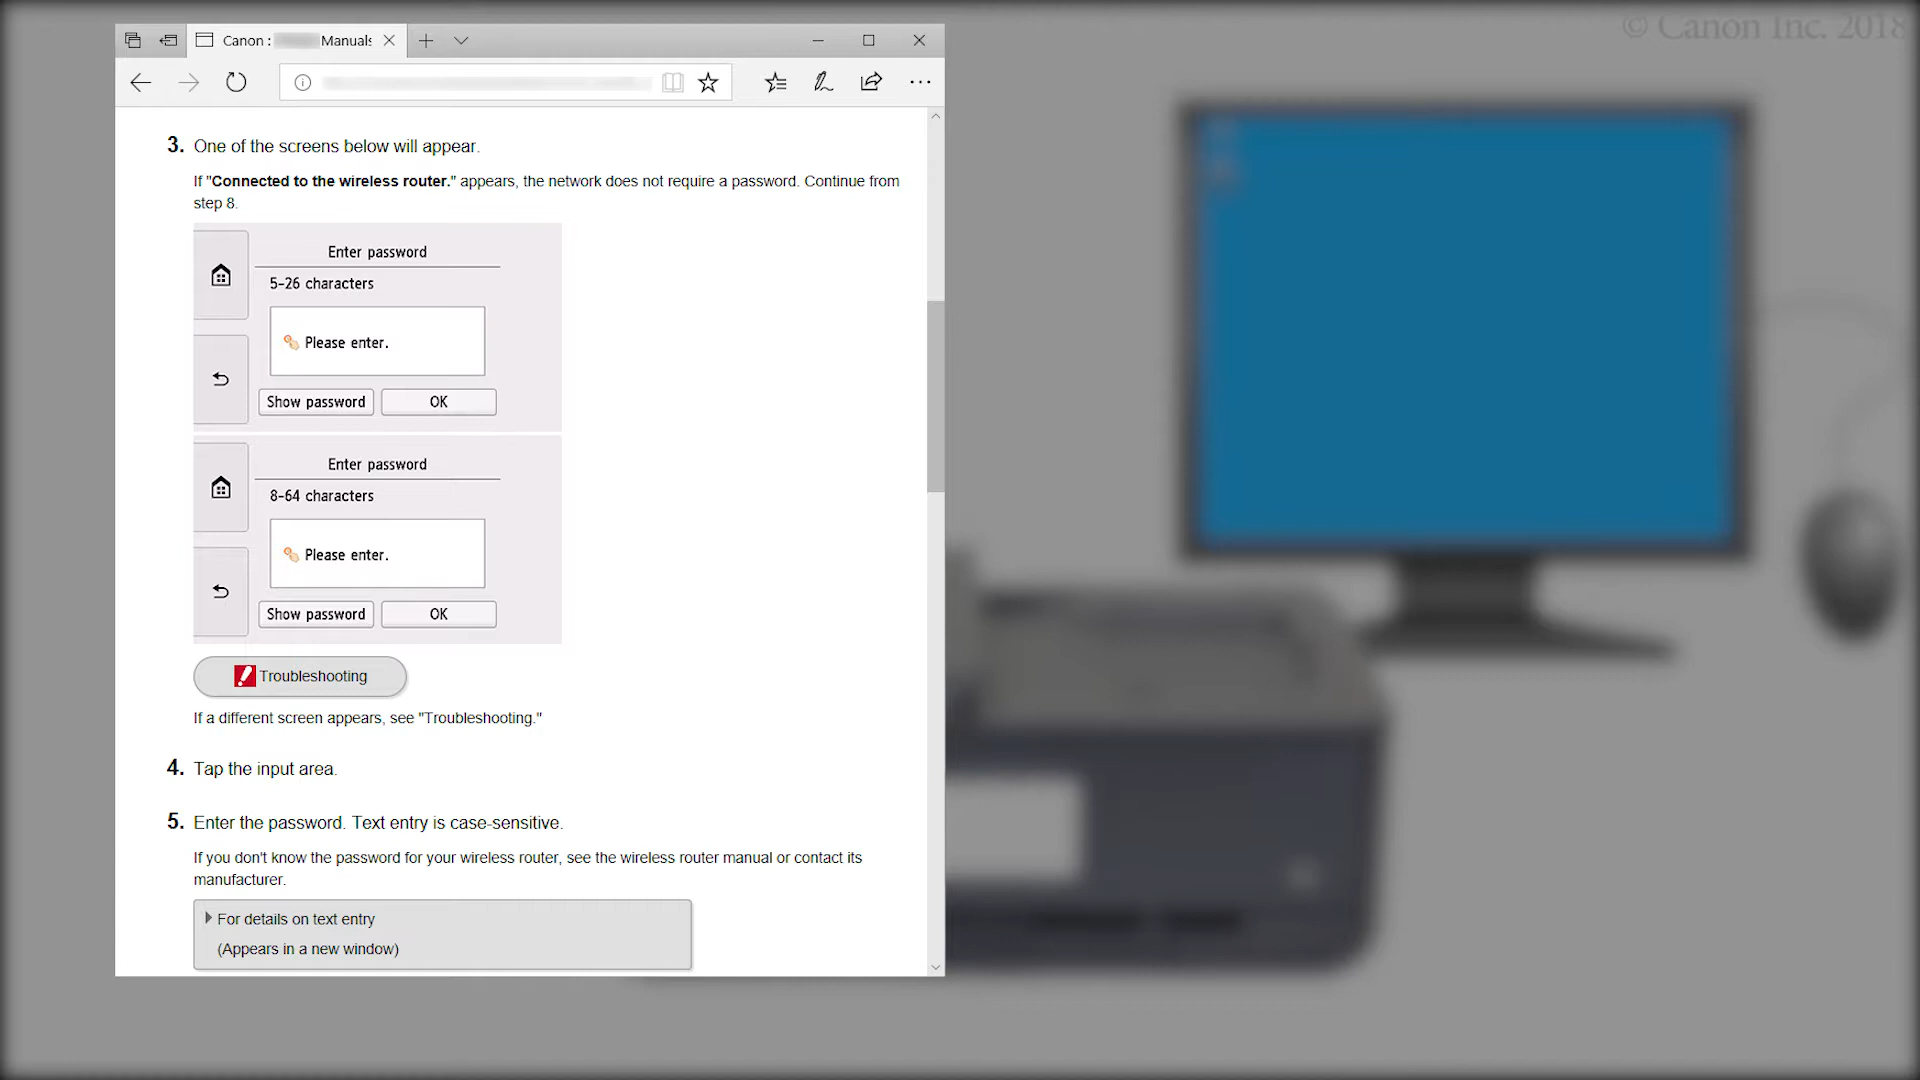 © Canon Inc. 2018
Canon : Manuals
3. One of the screens below will appear.
If "Connected to the wireless router." appears, the network does not require a password. Continue from
step 8.
Enter password
5-26 characters
Please enter.
Show password OK
Enter password
8-64 characters
Please enter.
Show password OK
Troubleshooting
If a different screen appears, see "Troubleshooting."
4. Tap the input area.
5. Enter the password. Text entry is case-sensitive.
If you don't know the password for your wireless router, see the wireless router manual or contact its
manufacturer.
For details on text entry
(Appears in a new window)